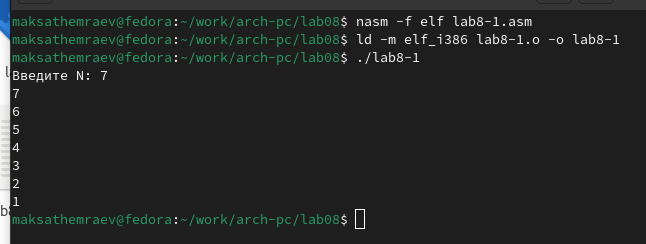 maksathemraev@fedora:~/work/arch-pc/lab08$ nasm -f elf lab8-1.asm
maksathemraev@fedora:~/work/arch-pc/lab08$ ld -m elf_i386 lab8-1.o -o lab8-1
maksathemraev@fedora:~/work/arch-pc/lab08$ ./lab8-1
Введите N: 7
7
6
5
4
3
2
1
maksathemraev@fedora:~/work/arch-pc/lab08$